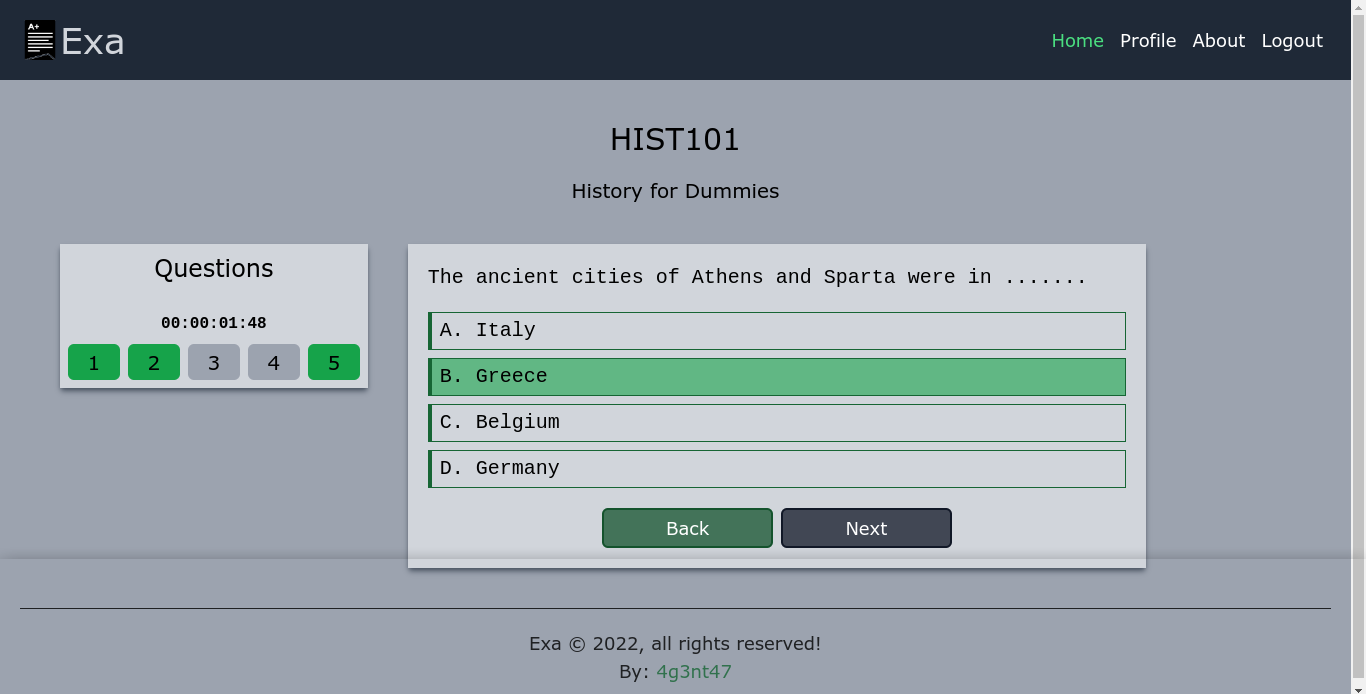 A+
Exa
Home Profile About Logout
HIST101
History for Dummies
Questions
00:00:01:48
1 2 3 4 5
The ancient cities of Athens and Sparta were in .......
A. Italy
B. Greece
C. Belgium
D. Germany
Back Next
Exa © 2022, all rights reserved!
By: 4g3nt47